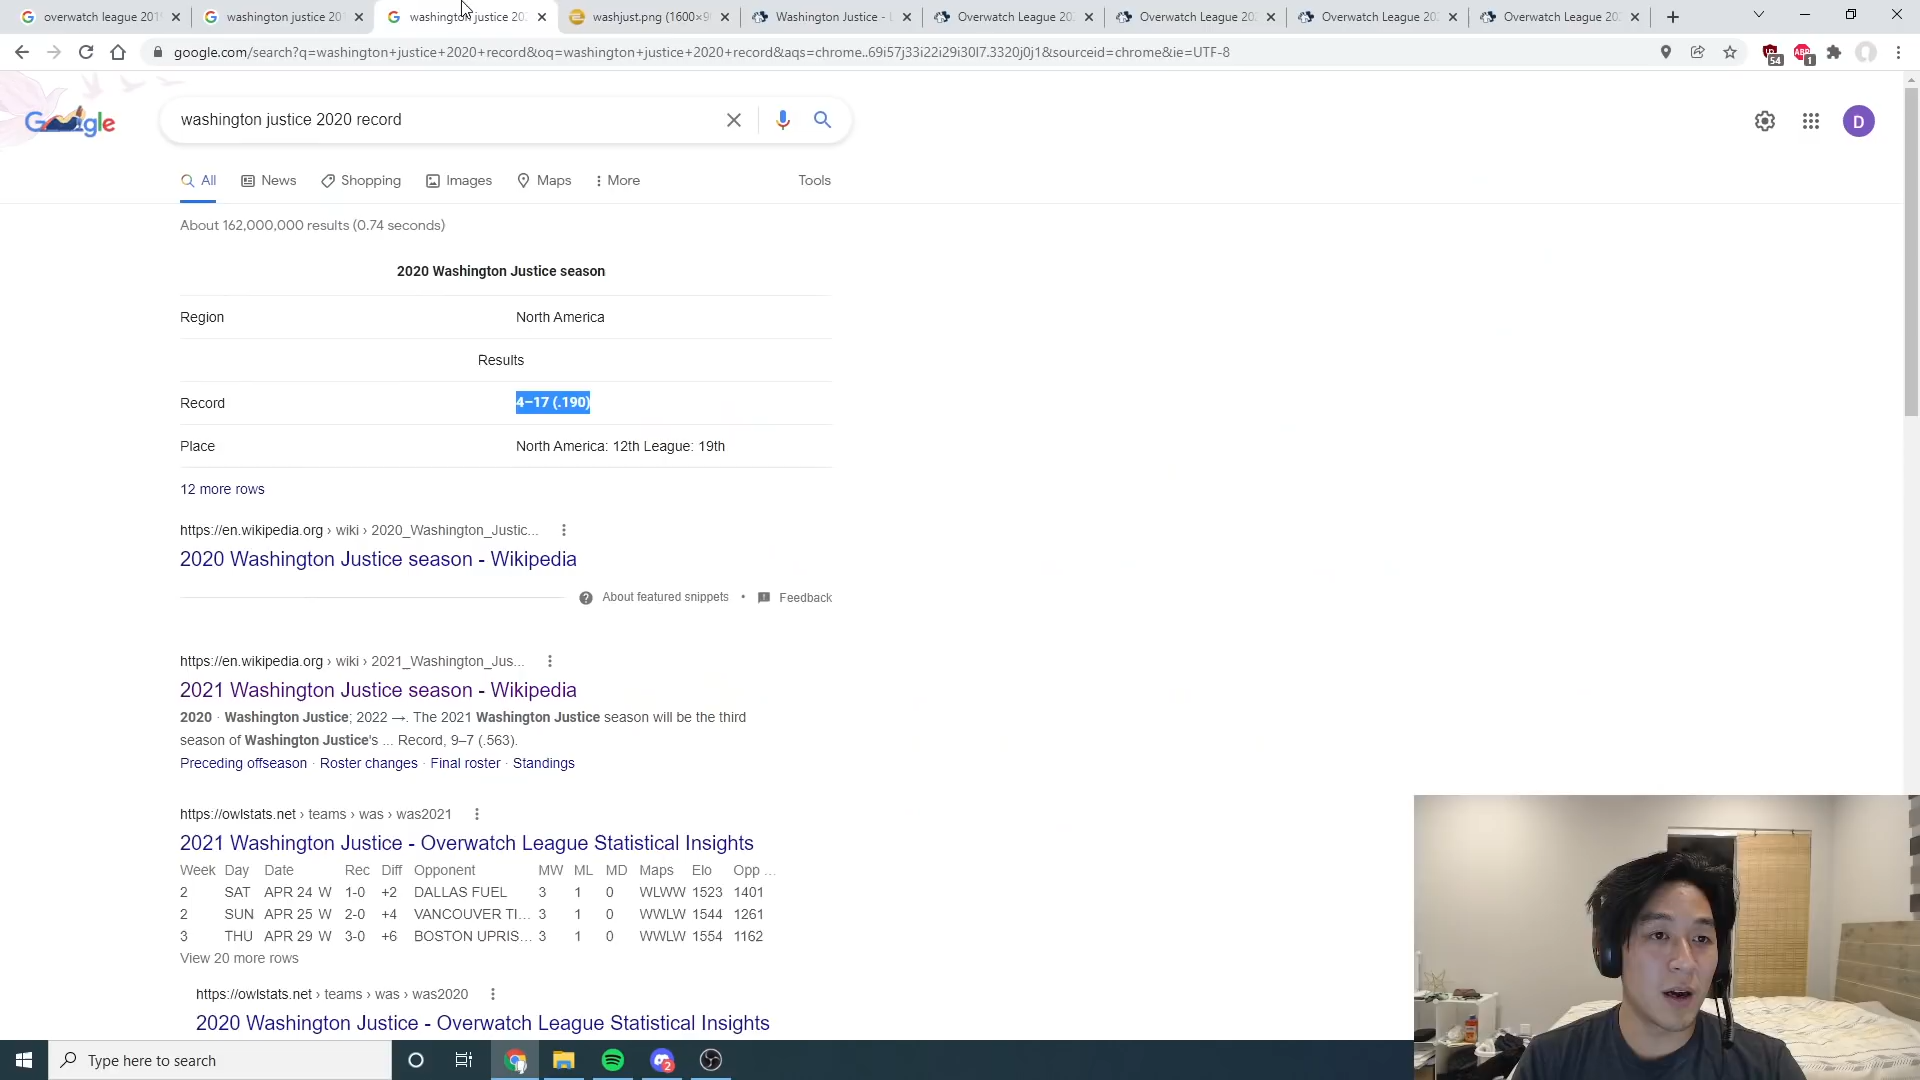 overwatch league 201
washington justice 201
washington justice 202
washjust.png (1600×9
Washington Justice - L
Overwatch League 202
Overwatch League 202
Overwatch League 202
Overwatch League 202
google.com/search?q=washington+justice+2020+record&oq=washington+justice+2020+record&aqs=chrome..69i57j33i22i29i30l7.3320j0j1&sourceid=chrome&ie=UTF-8
54
ABP
1
Google
washington justice 2020 record
D
All
News
Shopping
Images
Maps
More
Tools
About 162,000,000 results (0.74 seconds)
2020 Washington Justice season
Region North America
Results
Record 4–17 (.190)
Place North America: 12th League: 19th
12 more rows
https://en.wikipedia.org › wiki › 2020_Washington_Justic...
2020 Washington Justice season - Wikipedia
About featured snippets • Feedback
https://en.wikipedia.org › wiki › 2021_Washington_Jus...
2021 Washington Justice season - Wikipedia
2020 · Washington Justice; 2022 →. The 2021 Washington Justice season will be the third
season of Washington Justice's ... Record, 9–7 (.563).
Preceding offseason · Roster changes · Final roster · Standings
https://owlstats.net › teams › was › was2021
2021 Washington Justice - Overwatch League Statistical Insights
Week Day Date Rec Diff Opponent MW ML MD Maps Elo Opp ...
2 SAT APR 24 W 1-0 +2 DALLAS FUEL 3 1 0 WLWW 1523 1401
2 SUN APR 25 W 2-0 +4 VANCOUVER TI... 3 1 0 WWLW 1544 1261
3 THU APR 29 W 3-0 +6 BOSTON UPRIS... 3 1 0 WWLW 1554 1162
View 20 more rows
https://owlstats.net › teams › was › was2020
2020 Washington Justice - Overwatch League Statistical Insights
Type here to search
2